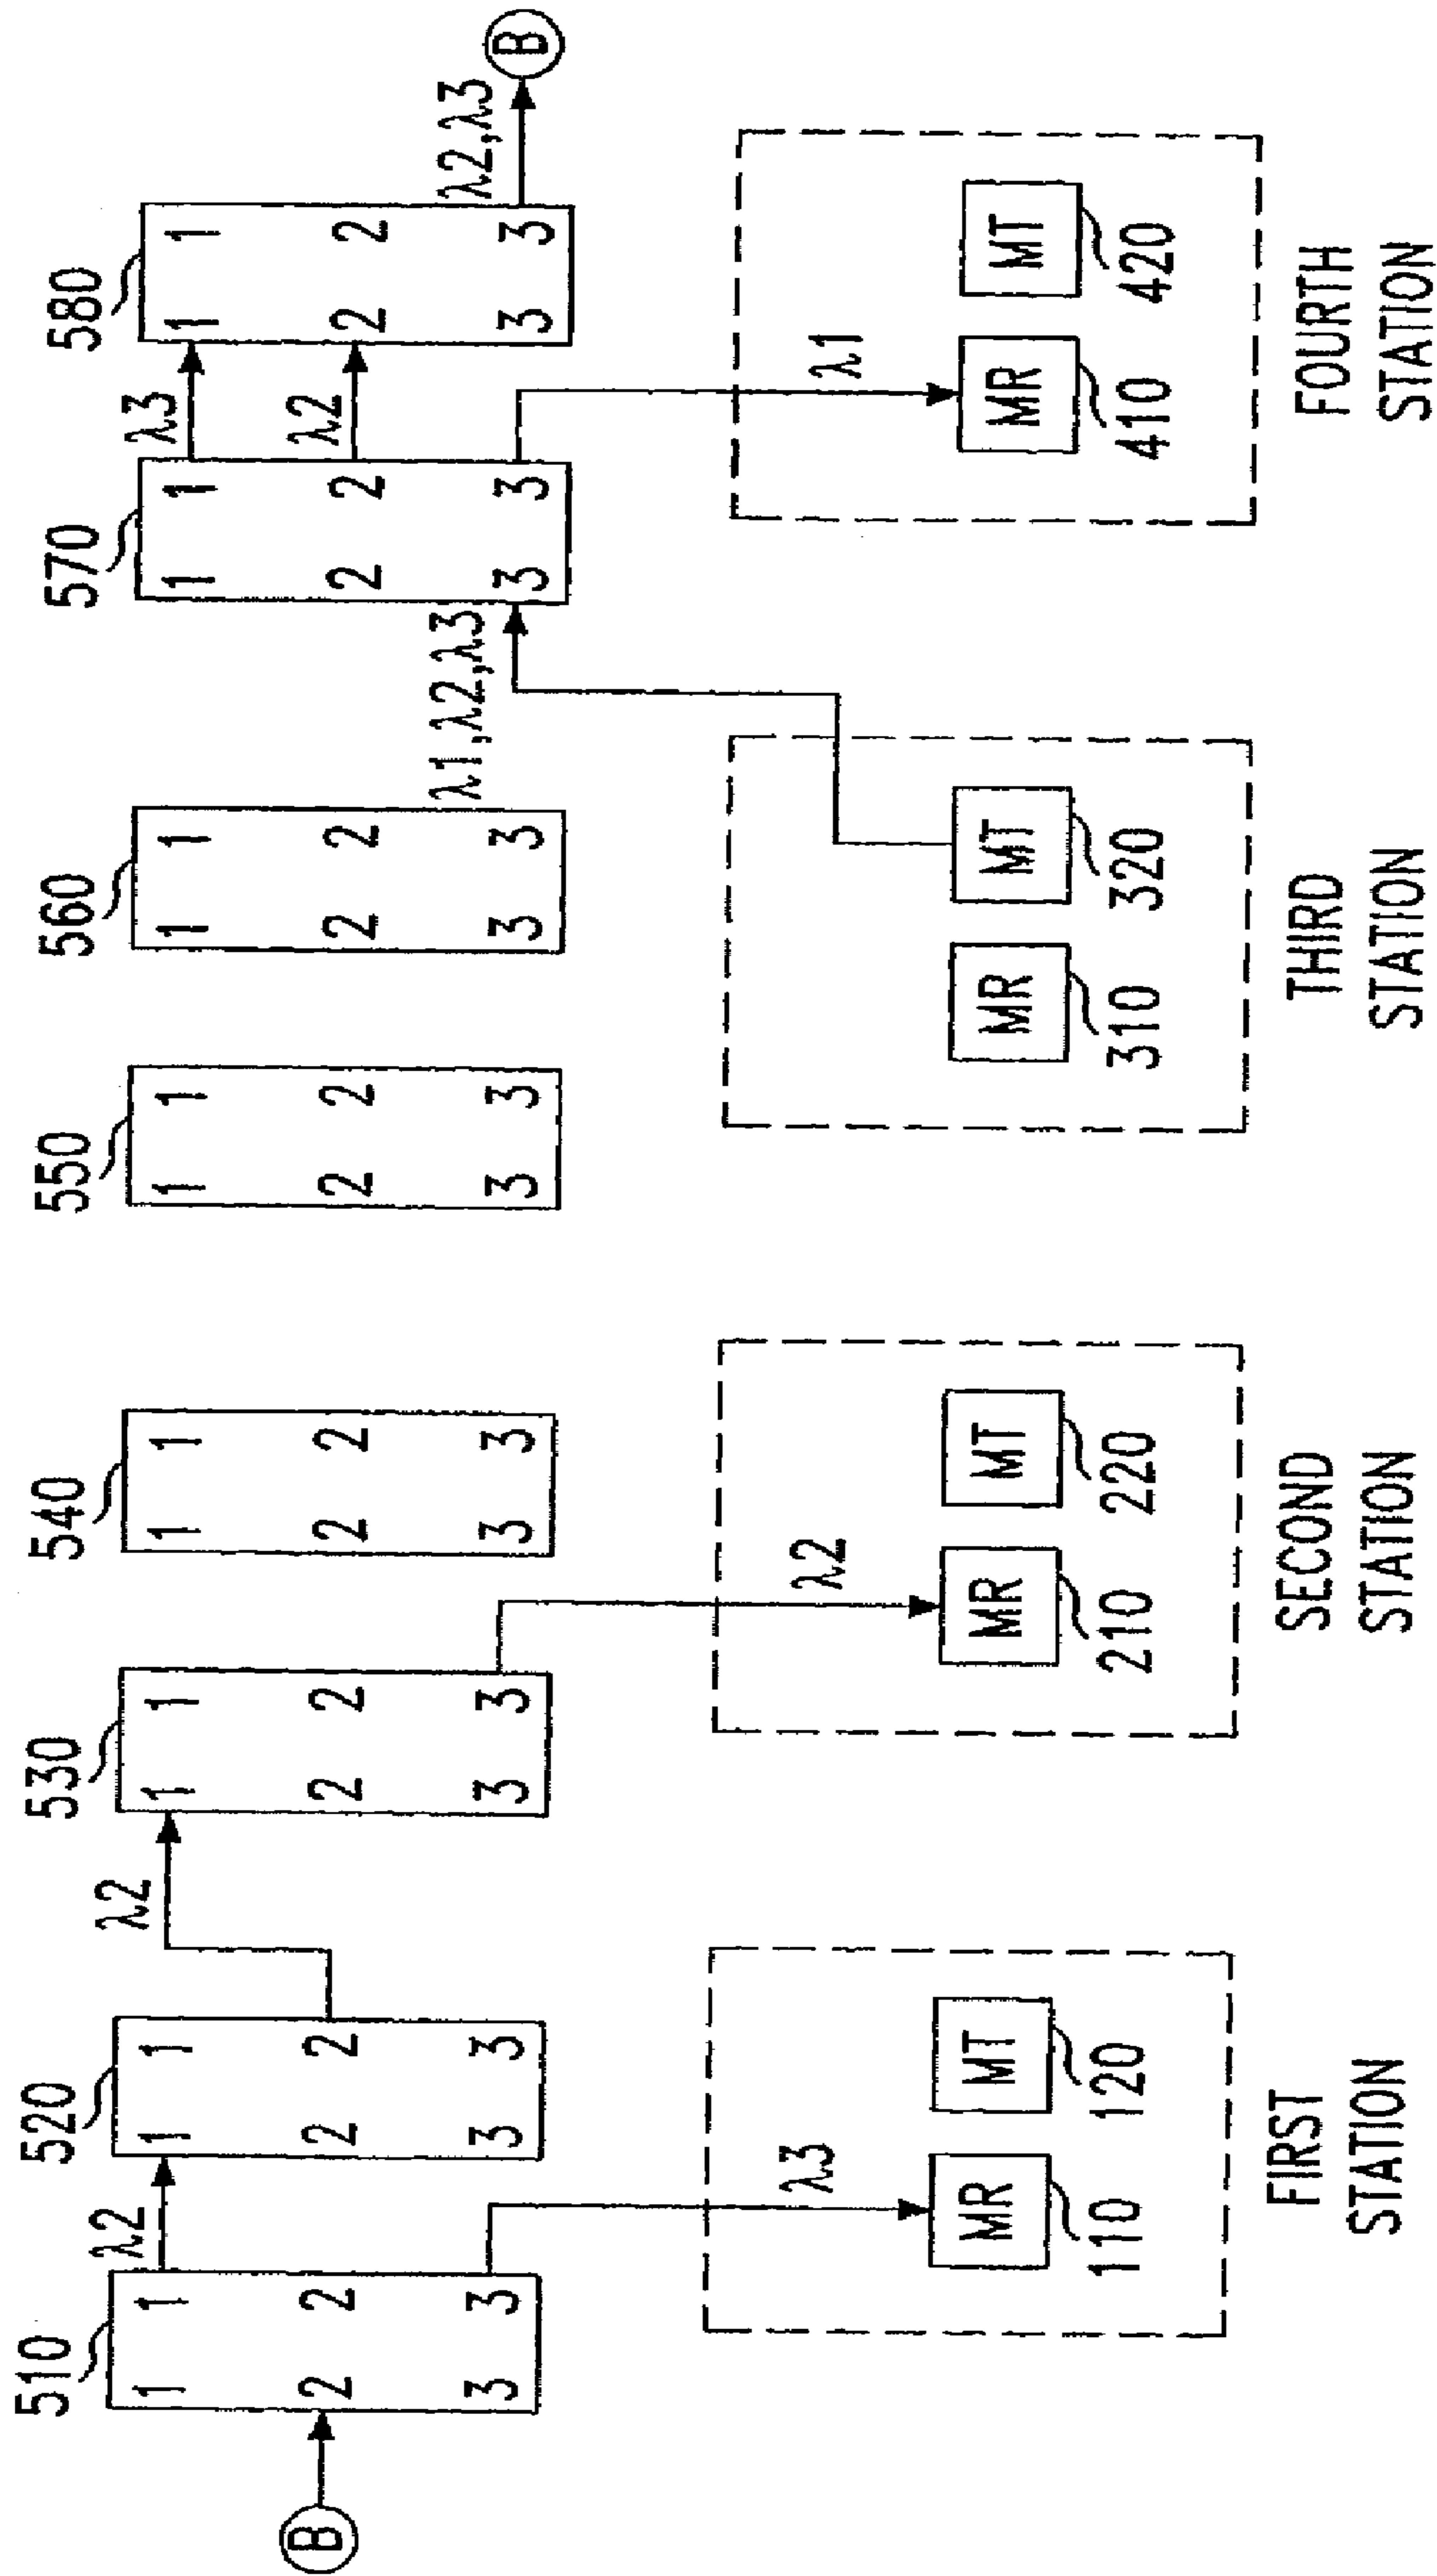 510
520
530
540
550
560
570
580
B
1 1
2 2
3 3
λ2
1 1
2 2
3 3
λ2
1 1
2 2
3 3
1 1
2 2
3 3
1 1
2 2
3 3
1 1
2 2
3 3
λ1,λ2,λ3
1 1
2 2
3 3
λ3
λ2
1 1
2 2
3 3
λ2,λ3
B
λ3
MR
110
MT
120
FIRST
STATION
λ2
MR
210
MT
220
SECOND
STATION
MR
310
MT
320
THIRD
STATION
λ1
MR
410
MT
420
FOURTH
STATION